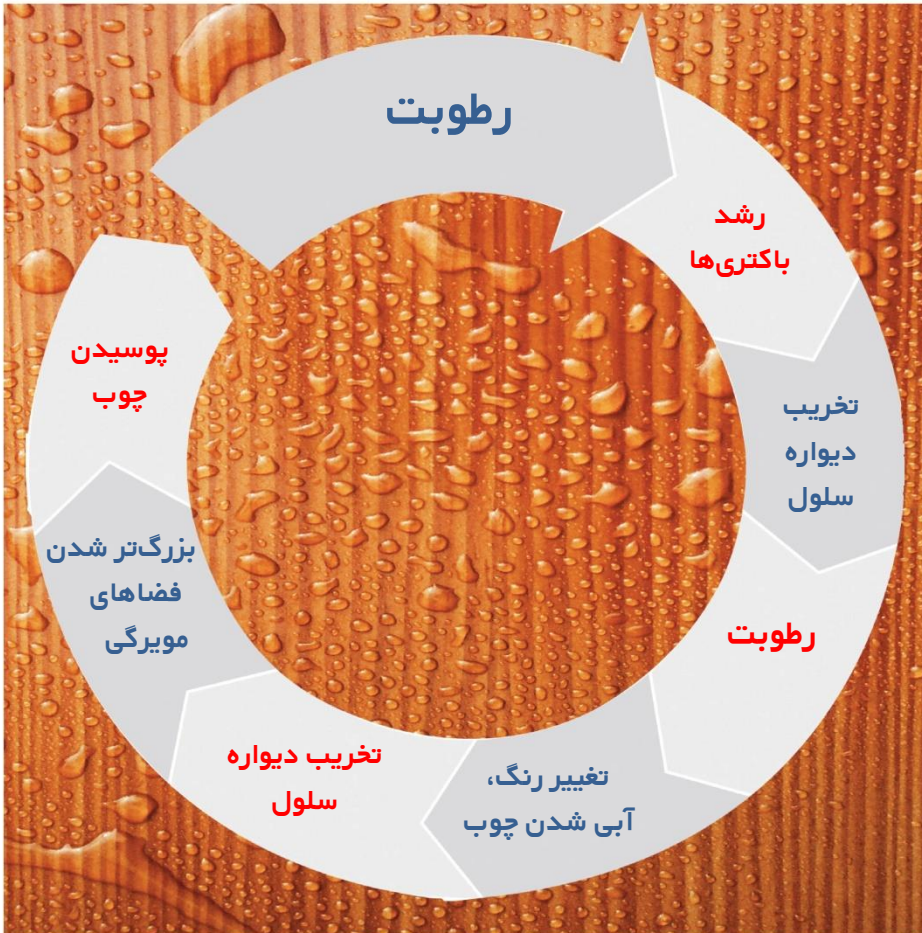 رطوبت
رشد
باکتری‌ها
تخریب
دیواره
سلول
رطوبت
تغییر رنگ،
آبی شدن چوب
تخریب دیواره
سلول
بزرگ‌تر شدن
فضاهای
مویرگی
پوسیدن
چوب